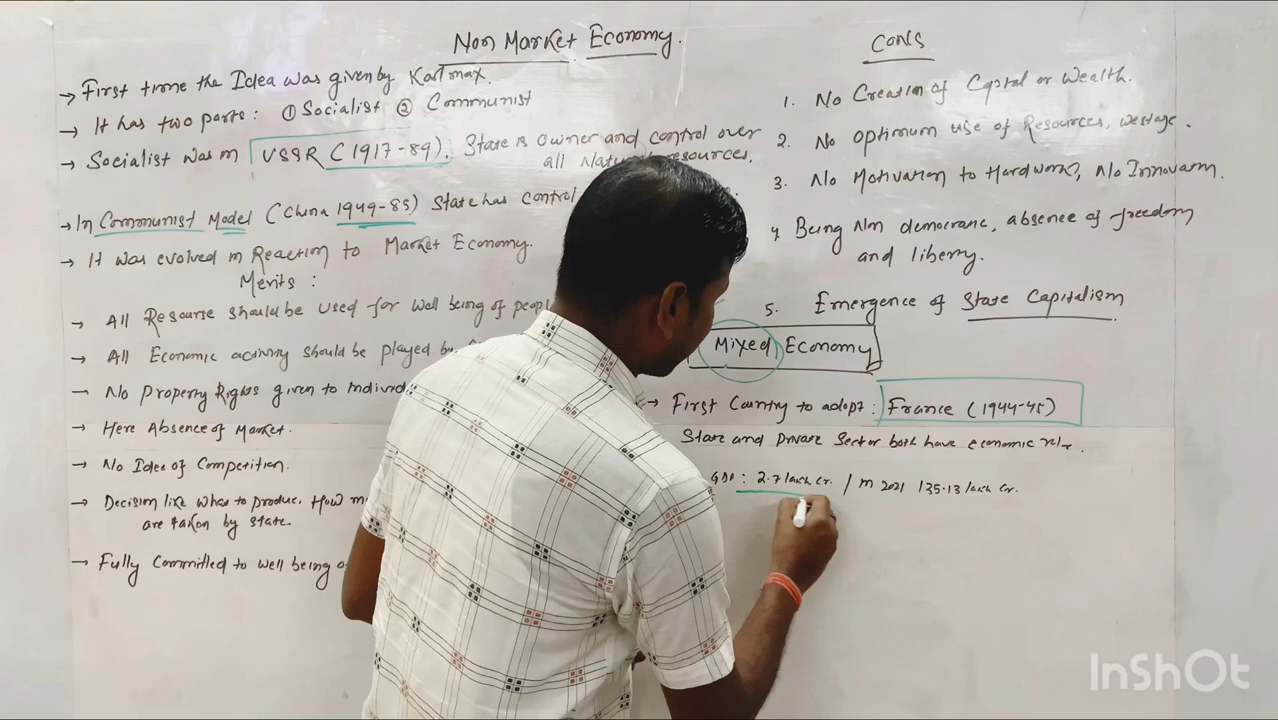 Non Market Economy.
→ First time the Idea was given by Karlmax.
→ It has two parts: ① Socialist ② Communist
→ Socialist was in USSR (1917-89). State is owner and control over
all Natural resources.
→ In Communist Model (China 1949-85) State has control
→ It was evolved in Reaction to Market Economy.
Merits:
→ All Resourse should be used for well being of people
→ All Economic activity should be played by
→ No Property Rights given to Individ
→ Here Absence of Market.
→ No Idea of Competition.
→ Decision like what to produce. How m
are taken by state.
→ Fully Committed to well being o
Cons
1. No Creation of Capital or Wealth.
2. No optimum use of Resources, westage.
3. No Motivation to Hardwork, No Innovation.
4 Being Non democratic, absence of freedom
and liberty.
5. Emergence of State Capitalism
Mixed Economy
→ First Country to adopt: France (1944-45)
State and Private Sector both have economic
GDP: 2.7 lakh Cr. / in 2021 135.13 lakh Cr.
InShOt